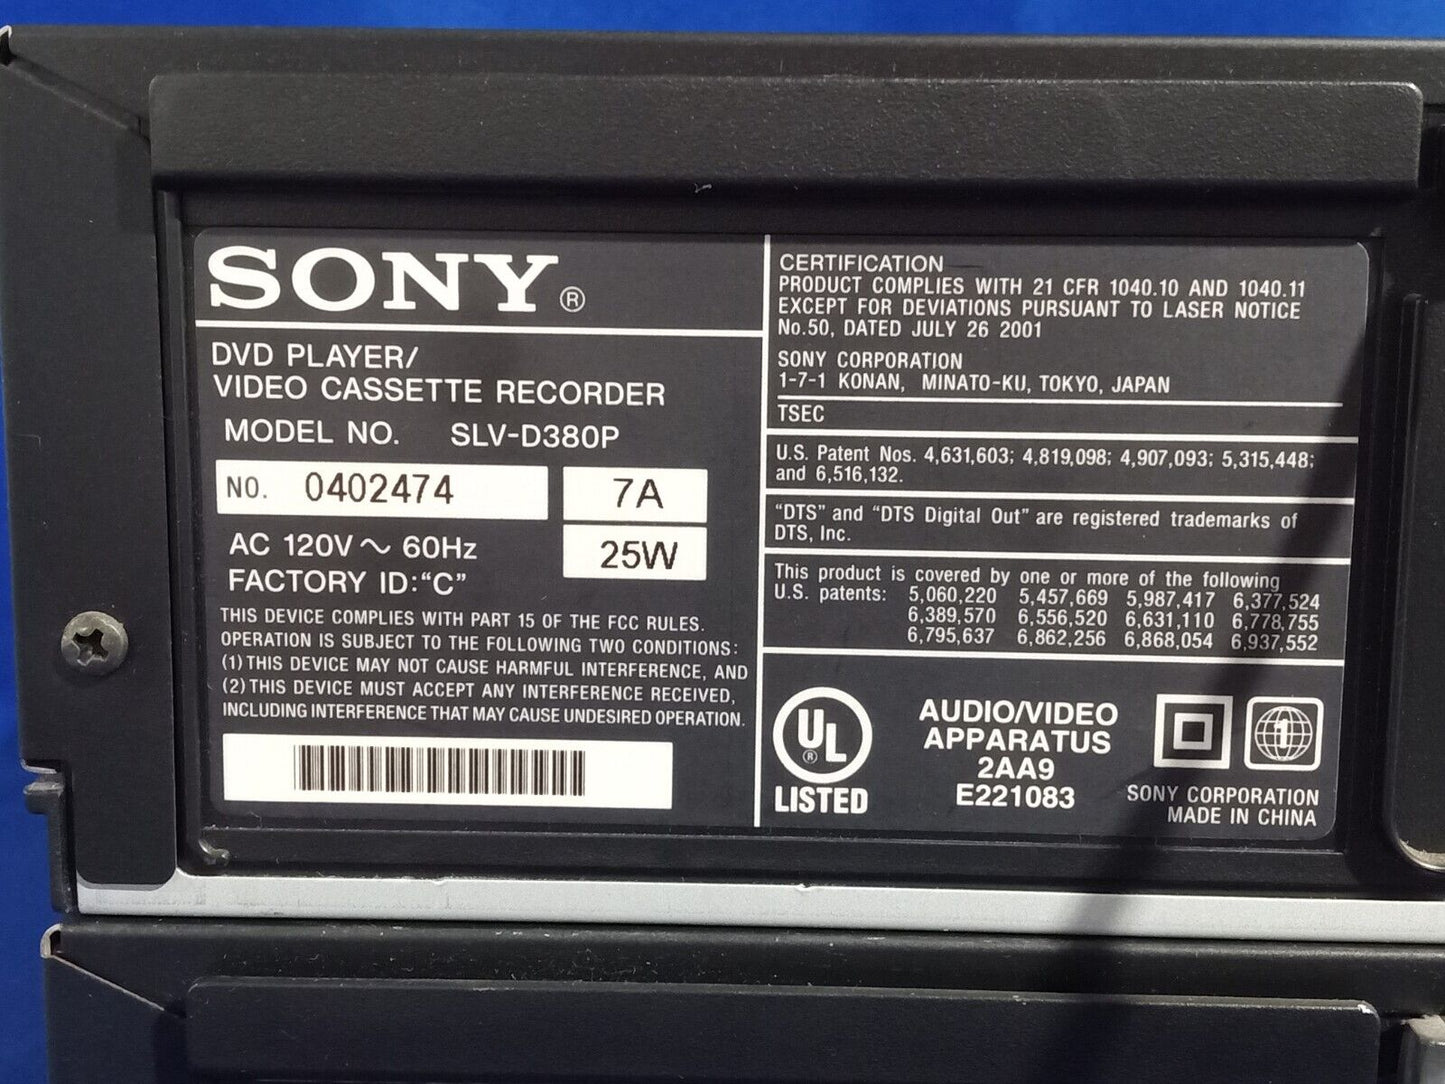 SONY®
DVD PLAYER/
VIDEO CASSETTE RECORDER
MODEL NO. SLV-D380P
NO. 0402474
7A
AC 120V ~ 60Hz
25W
FACTORY ID:“C”
THIS DEVICE COMPLIES WITH PART 15 OF THE FCC RULES.
OPERATION IS SUBJECT TO THE FOLLOWING TWO CONDITIONS:
(1) THIS DEVICE MAY NOT CAUSE HARMFUL INTERFERENCE, AND
(2) THIS DEVICE MUST ACCEPT ANY INTERFERENCE RECEIVED,
INCLUDING INTERFERENCE THAT MAY CAUSE UNDESIRED OPERATION.
CERTIFICATION
PRODUCT COMPLIES WITH 21 CFR 1040.10 AND 1040.11
EXCEPT FOR DEVIATIONS PURSUANT TO LASER NOTICE
No.50, DATED JULY 26 2001
SONY CORPORATION
1-7-1 KONAN, MINATO-KU, TOKYO, JAPAN
TSEC
U.S. Patent Nos. 4,631,603; 4,819,098; 4,907,093; 5,315,448;
and 6,516,132.
“DTS” and “DTS Digital Out” are registered trademarks of
DTS, Inc.
This product is covered by one or more of the following
U.S. patents: 5,060,220 5,457,669 5,987,417 6,377,524
6,389,570 6,556,520 6,631,110 6,778,755
6,795,637 6,862,256 6,868,054 6,937,552
UL®
LISTED
AUDIO/VIDEO
APPARATUS
2AA9
E221083
1
SONY CORPORATION
MADE IN CHINA